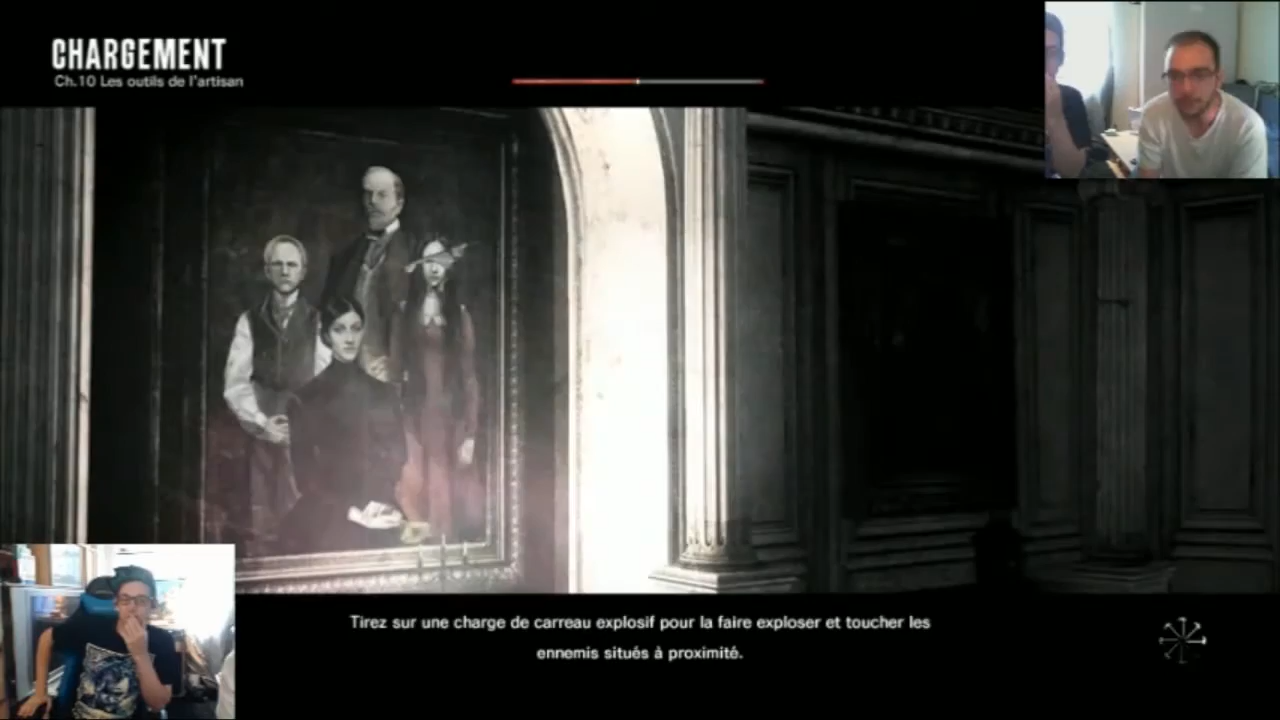 CHARGEMENT
Ch.10 Les outils de l'artisan
Tirez sur une charge de carreau explosif pour la faire exploser et toucher les
ennemis situés à proximité.